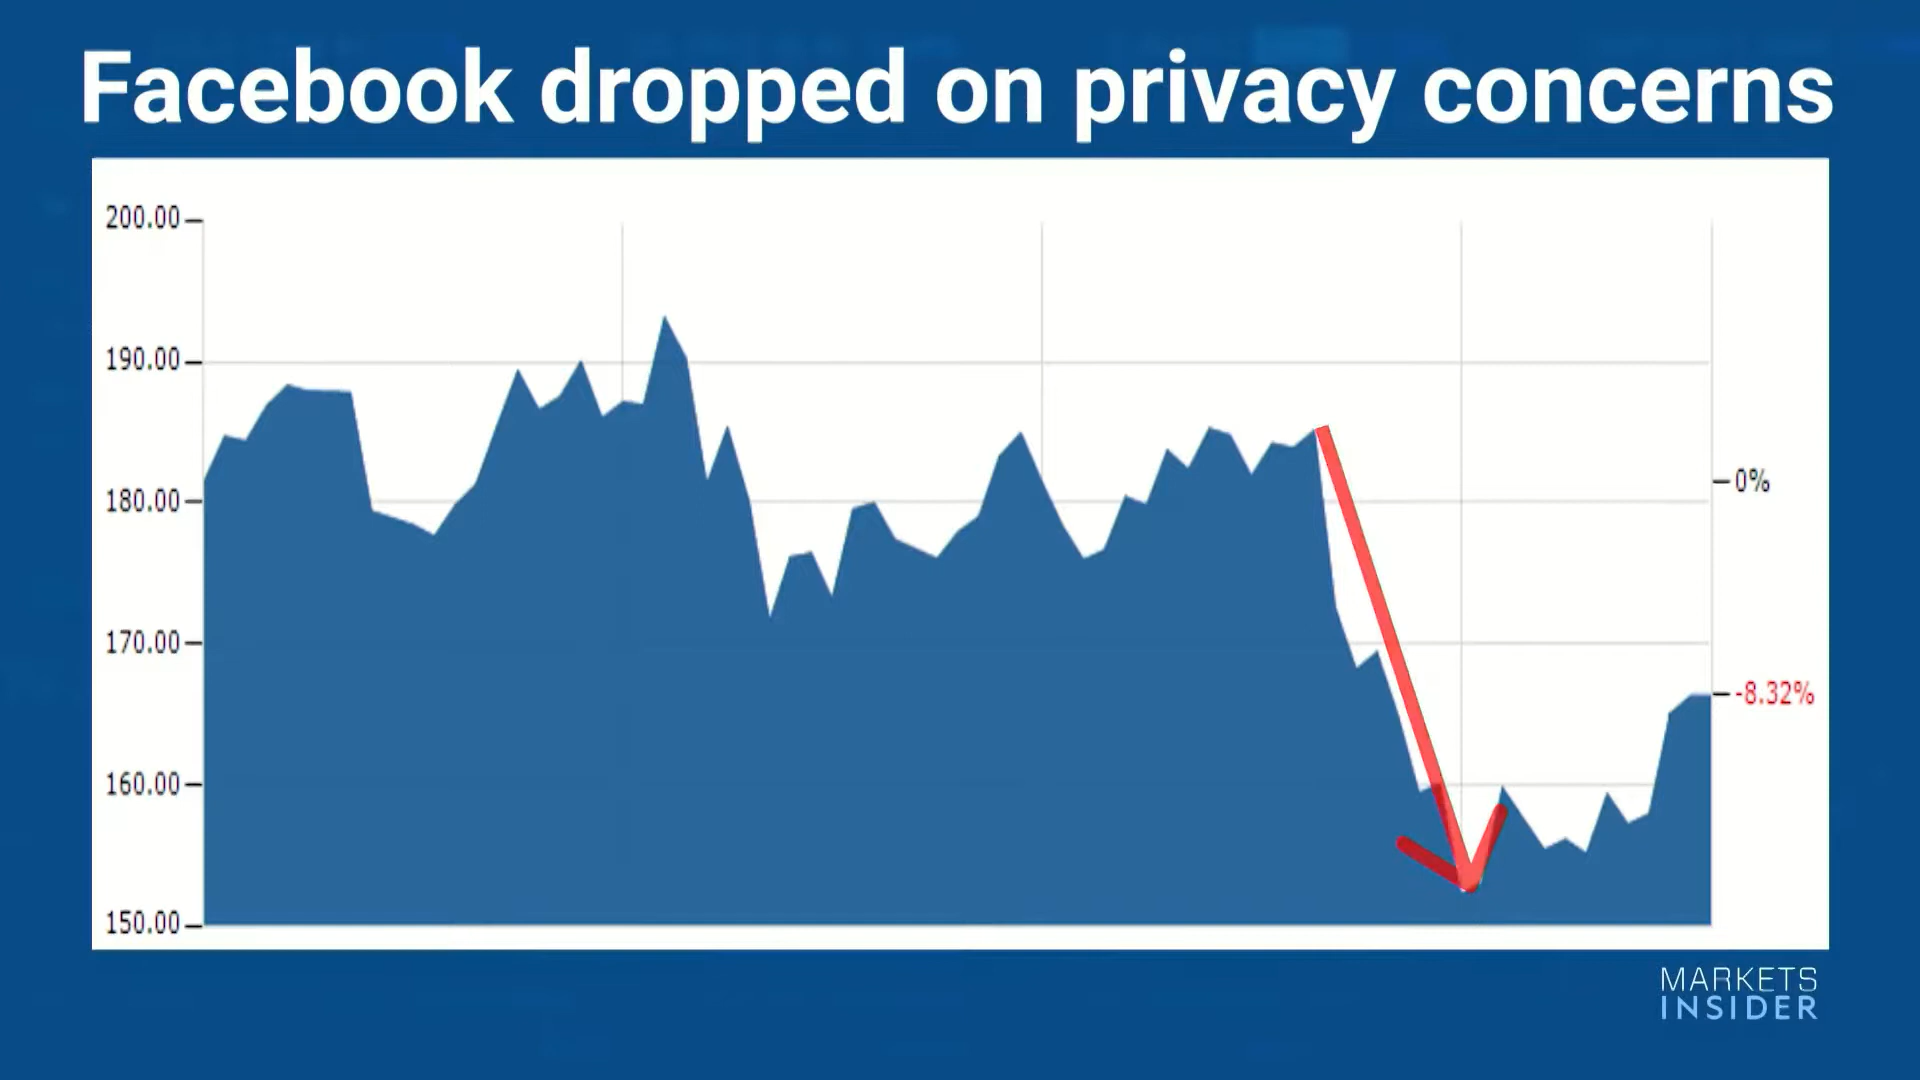 Facebook dropped on privacy concerns
200.00
190.00
180.00
170.00
160.00
150.00
0%
-8.32%
MARKETS
INSIDER